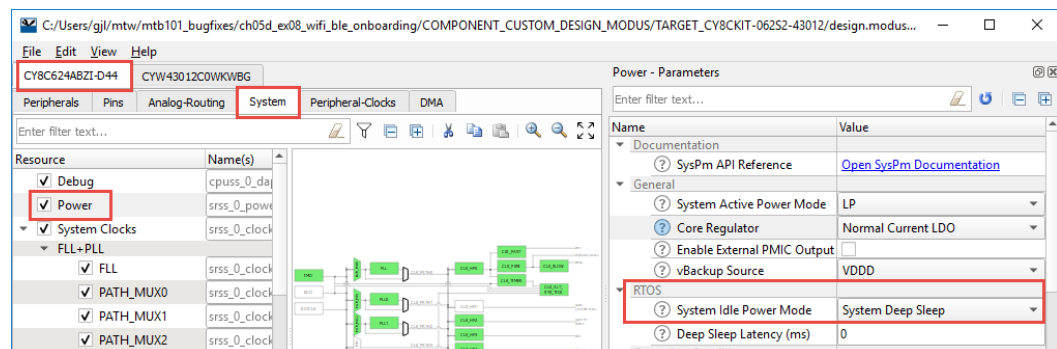 C:/Users/gjl/mtw/mtb101_bugfixes/ch05d_ex08_wifi_ble_onboarding/COMPONENT_CUSTOM_DESIGN_MODUS/TARGET_CY8CKIT-062S2-43012/design.modus...
File Edit View Help
CY8C624ABZI-D44 CYW43012C0WKWBG
Peripherals Pins Analog-Routing System Peripheral-Clocks DMA
Enter filter text...
Resource Name(s)
Debug cpuss_0_dap
Power srss_0_powe
System Clocks srss_0_clock
FLL+PLL
FLL srss_0_clock
PATH_MUX0 srss_0_clock
PATH_MUX1 srss_0_clock
PATH_MUX2 srss_0_clock
Power - Parameters
Enter filter text...
Name Value
Documentation
SysPm API Reference Open SysPm Documentation
General
System Active Power Mode LP
Core Regulator Normal Current LDO
Enable External PMIC Output
vBackup Source VDDD
RTOS
System Idle Power Mode System Deep Sleep
Deep Sleep Latency (ms) 0